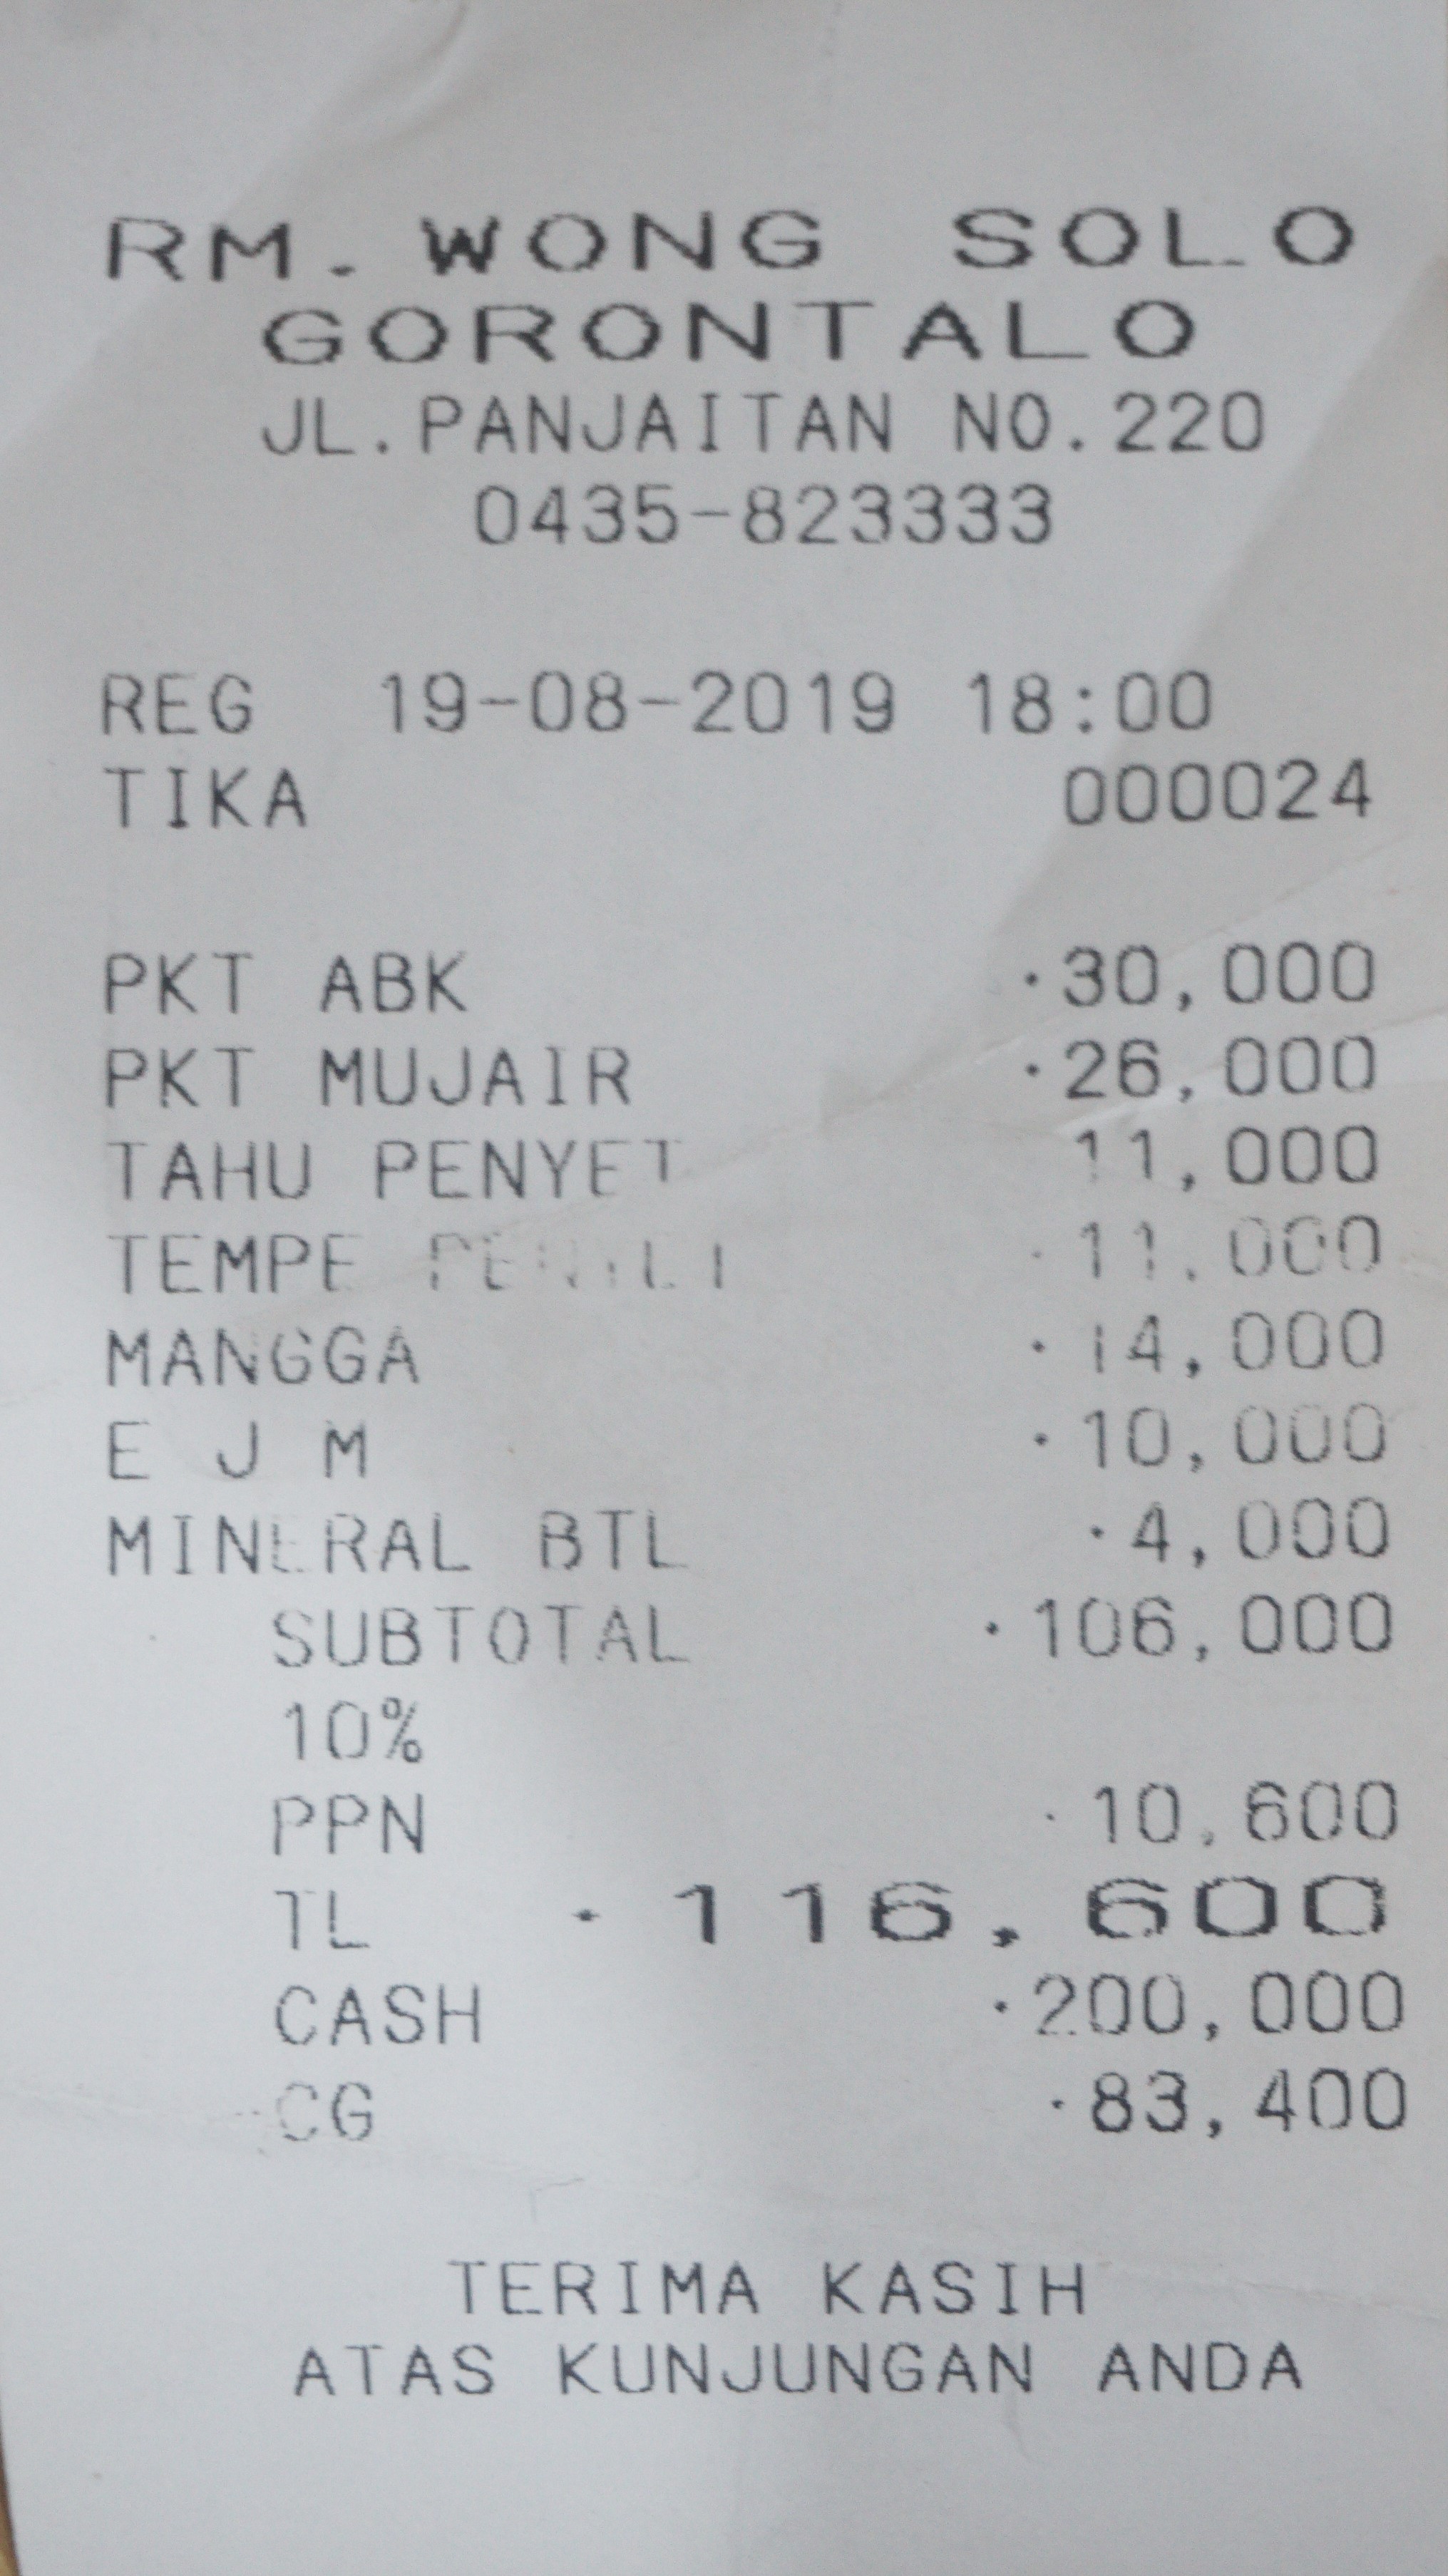 RM. WONG SOLO
GORONTALO
JL.PANJAITAN NO.220
0435-823333
REG 19-08-2019 18:00
TIKA 000024
PKT ABK ·30,000
PKT MUJAIR ·26,000
TAHU PENYET 11,000
TEMPE PENYET ·11,000
MANGGA ·14,000
E J M ·10,000
MINERAL BTL ·4,000
SUBTOTAL ·106,000
10%
PPN ·10,600
TL ·116,600
CASH ·200,000
CG ·83,400
TERIMA KASIH
ATAS KUNJUNGAN ANDA